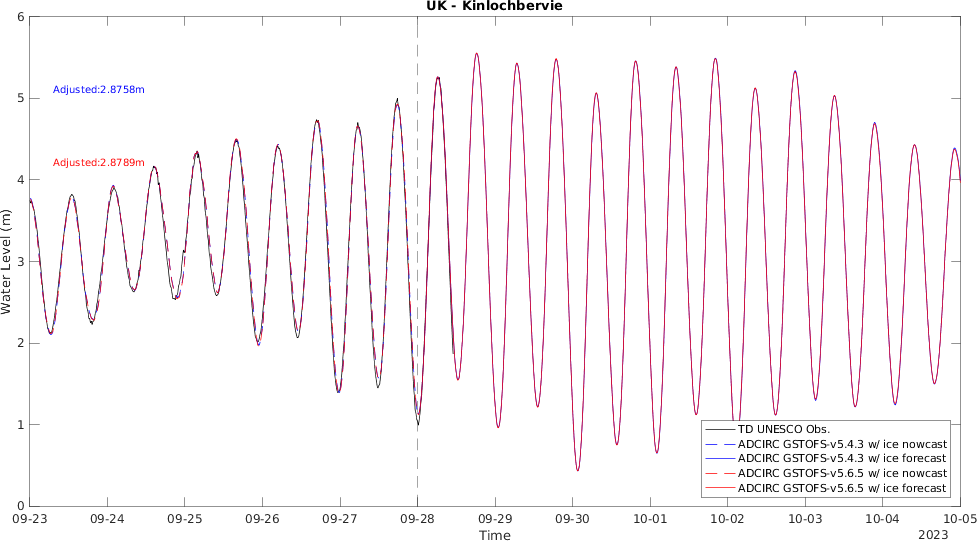 UK - Kinlochbervie
6
5
4
3
2
1
0
Water Level (m)
Adjusted:2.8758m
Adjusted:2.8789m
TD UNESCO Obs.
ADCIRC GSTOFS-v5.4.3 w/ ice nowcast
ADCIRC GSTOFS-v5.4.3 w/ ice forecast
ADCIRC GSTOFS-v5.6.5 w/ ice nowcast
ADCIRC GSTOFS-v5.6.5 w/ ice forecast
09-23 09-24 09-25 09-26 09-27 09-28 09-29 09-30 10-01 10-02 10-03 10-04 10-05
Time
2023